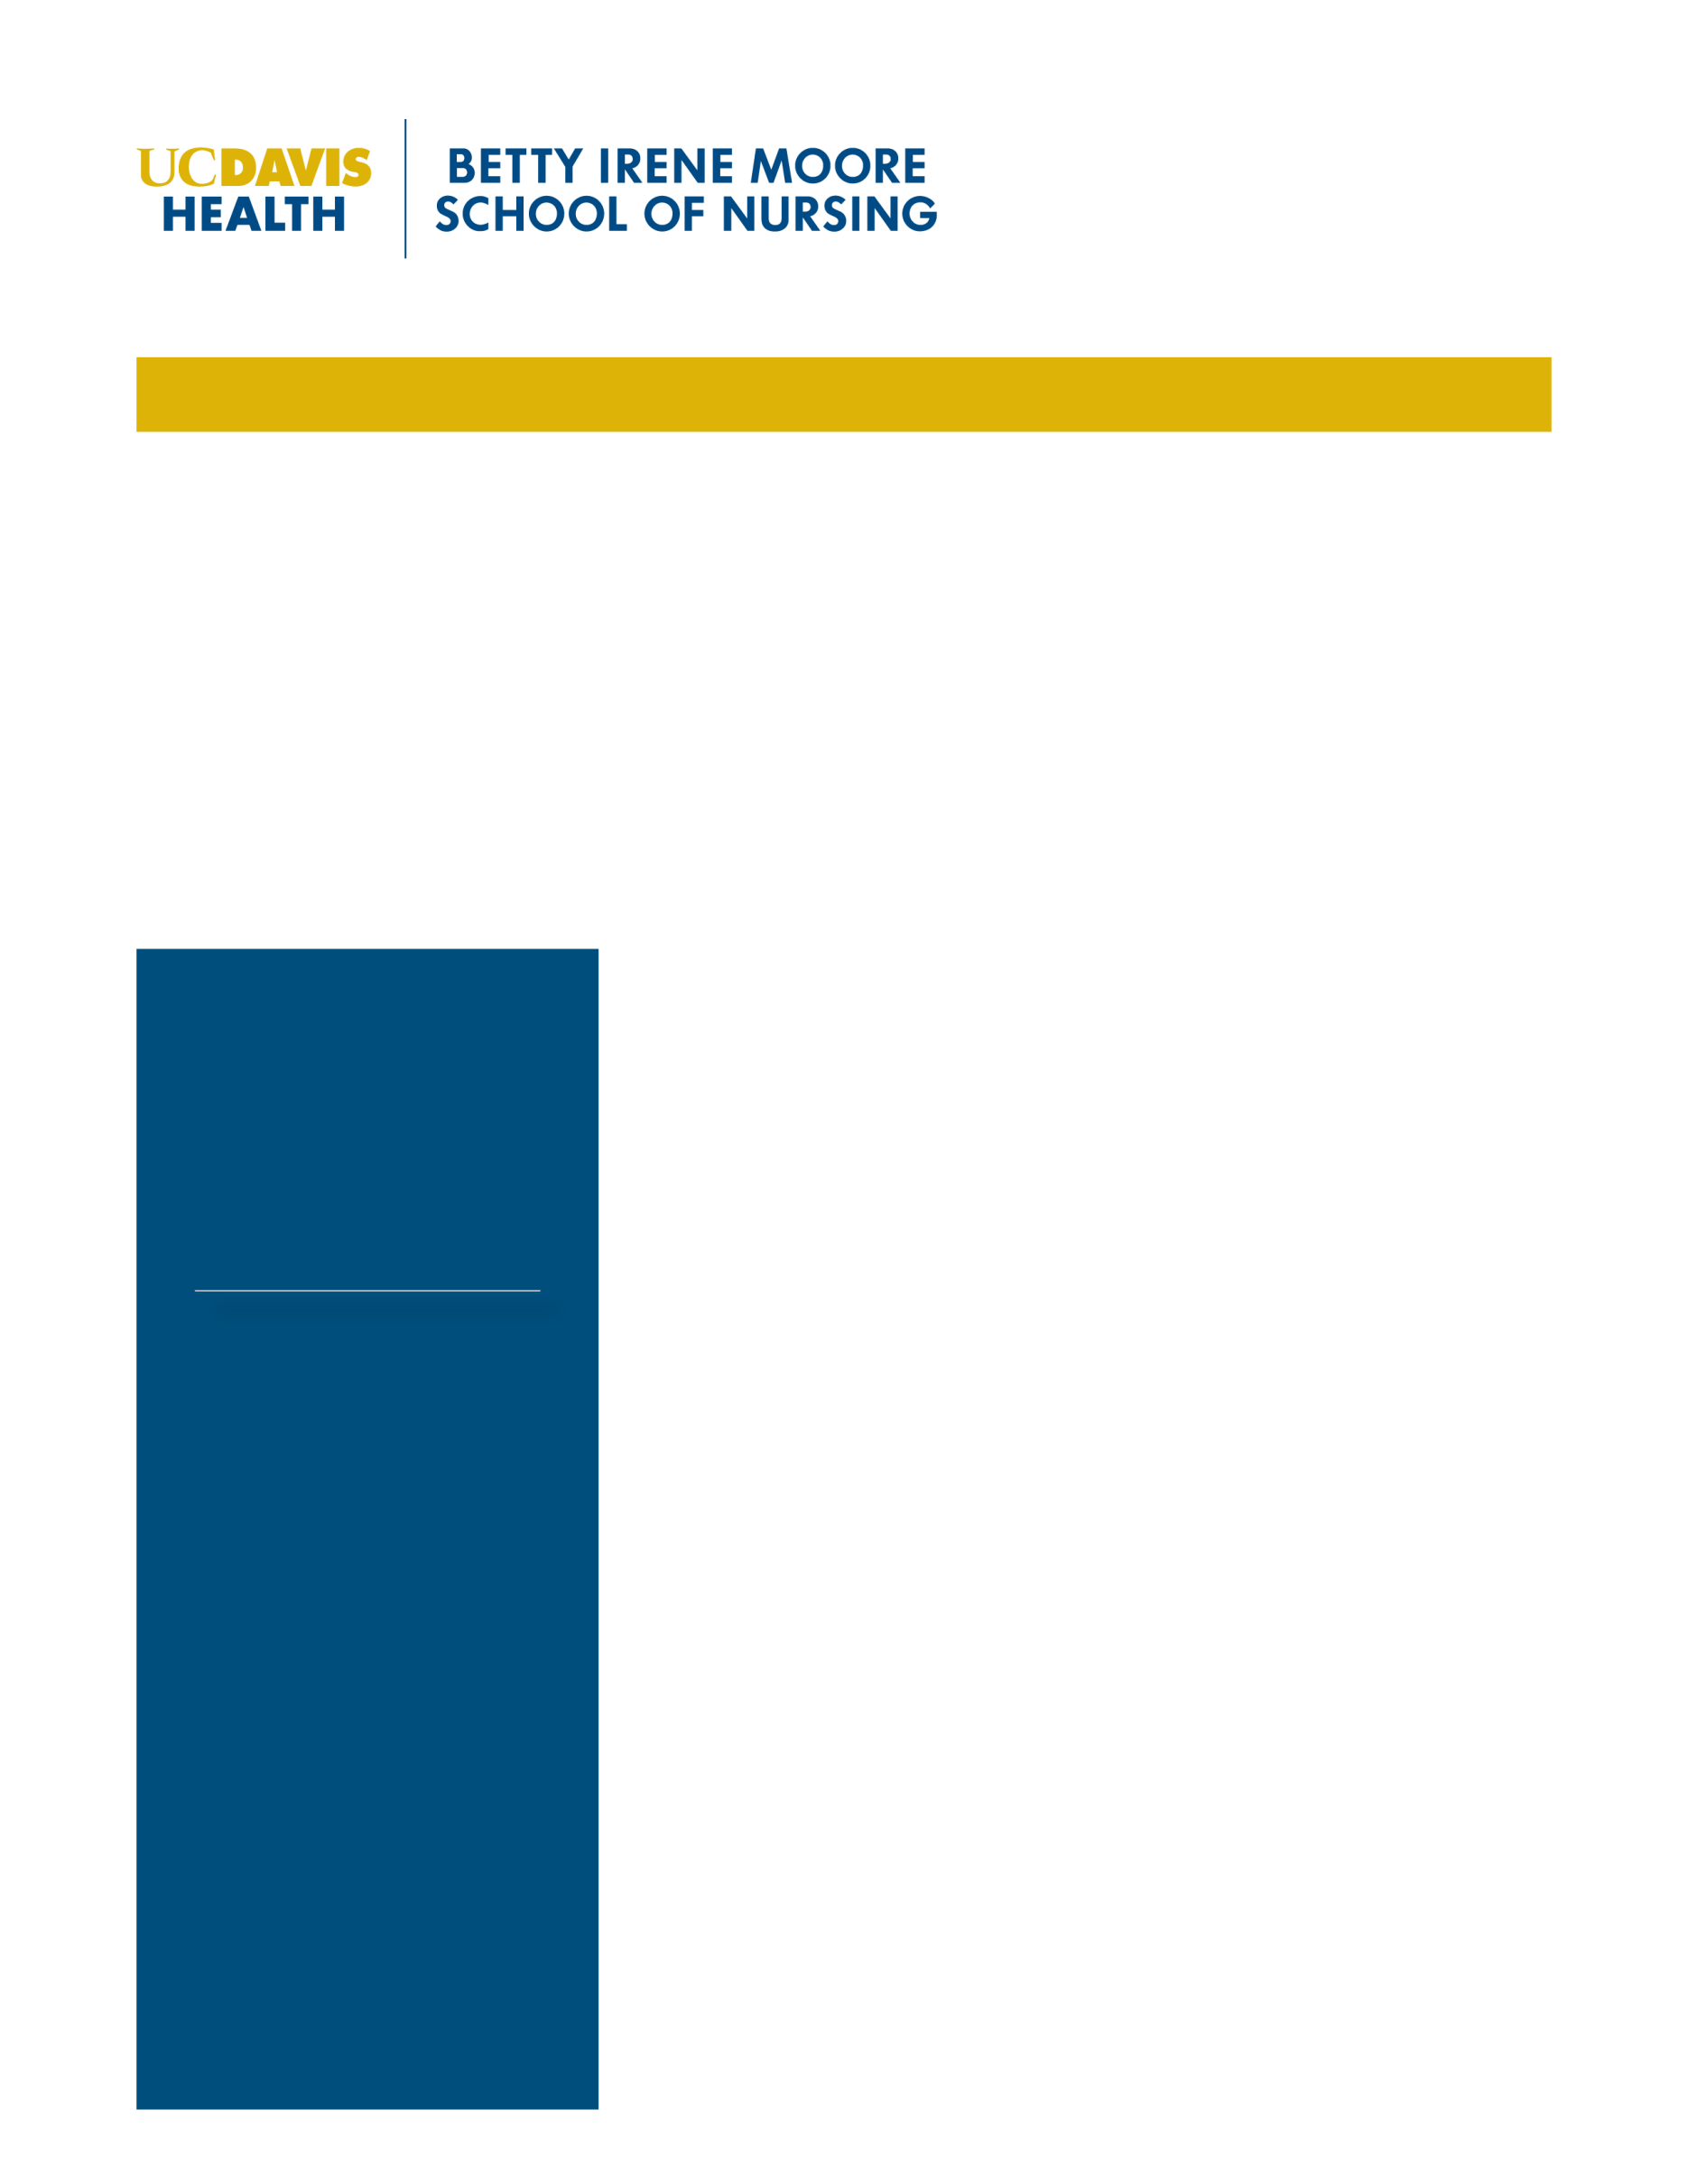 UCDAVIS
HEALTH
BETTY IRENE MOORE
SCHOOL OF NURSING